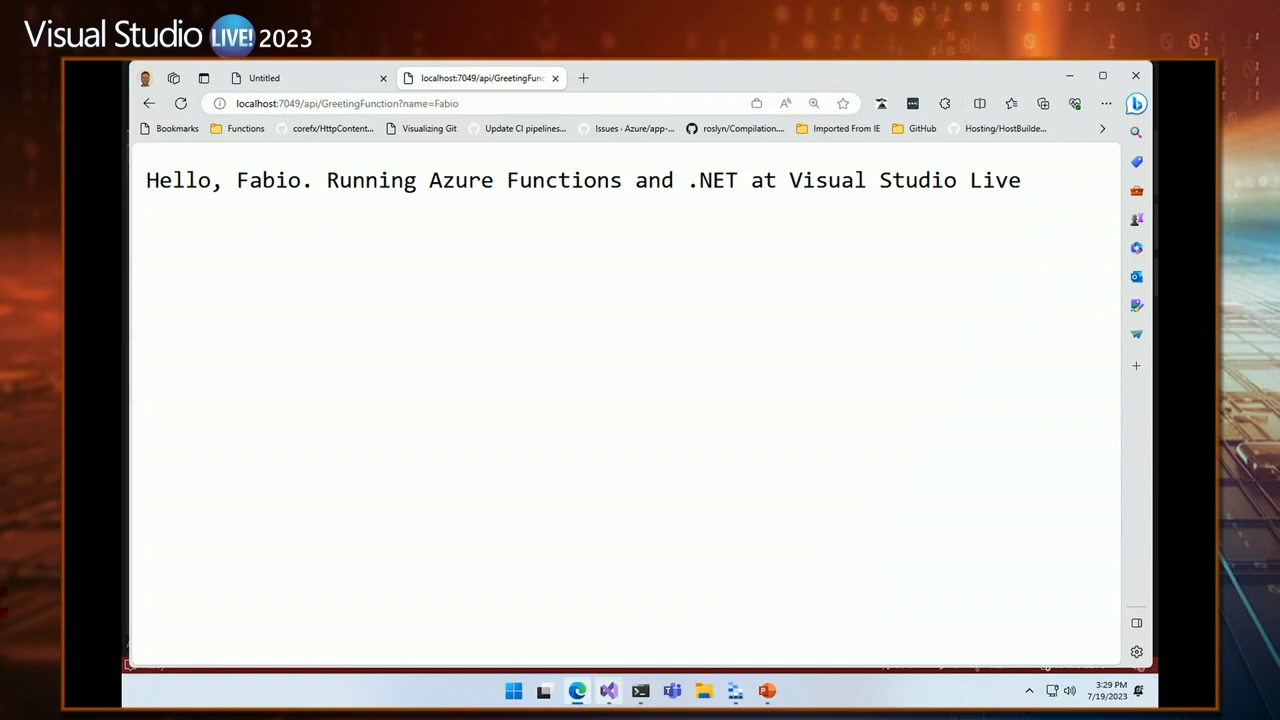 Visual Studio LIVE! 2023
Untitled
localhost:7049/api/GreetingFunc
localhost:7049/api/GreetingFunction?name=Fabio
Bookmarks Functions corefx/HttpContent... Visualizing Git Update CI pipelines... Issues · Azure/app-... roslyn/Compilation.... Imported From IE GitHub Hosting/HostBuilde...
Hello, Fabio. Running Azure Functions and .NET at Visual Studio Live
3:29 PM
7/19/2023